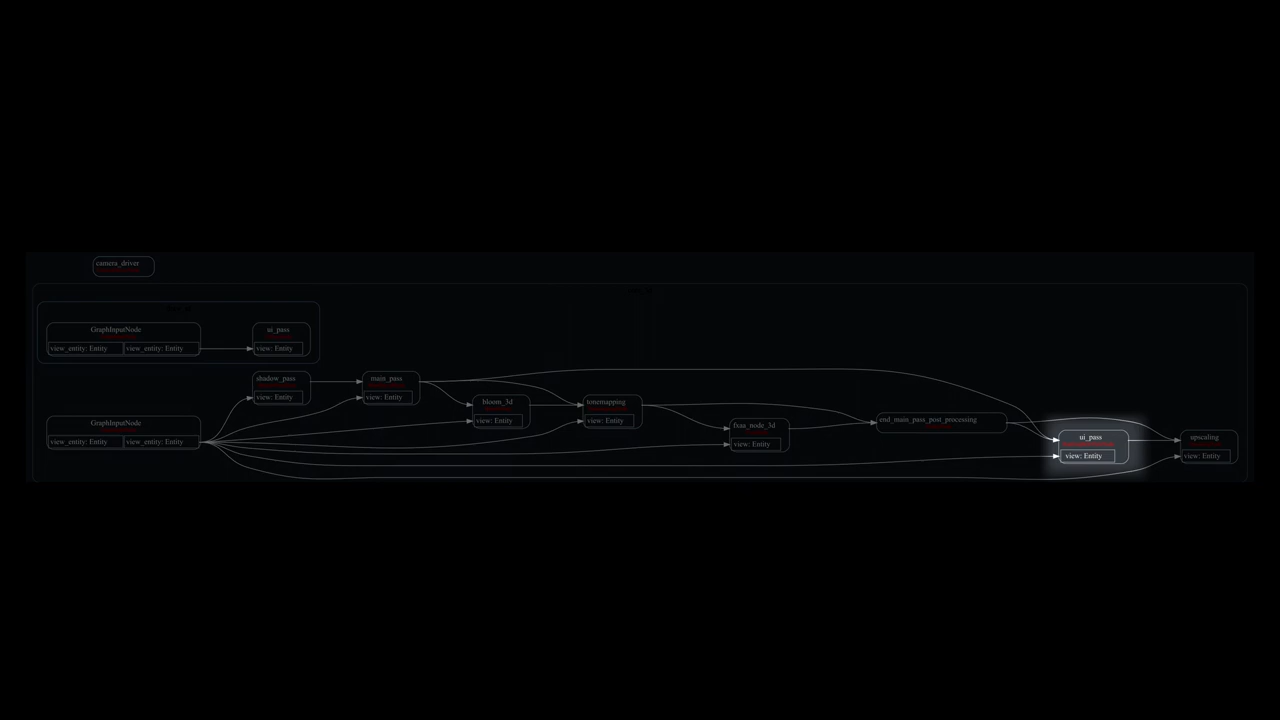 camera_driver
GraphInputNode
view_entity: Entity
view_entity: Entity
ui_pass
view: Entity
shadow_pass
view: Entity
main_pass
view: Entity
GraphInputNode
view_entity: Entity
view_entity: Entity
bloom_3d
view: Entity
tonemapping
view: Entity
fxaa_node_3d
view: Entity
end_main_pass_post_processing
ui_pass
view: Entity
upscaling
view: Entity